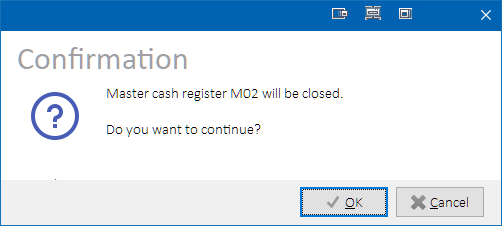 Confirmation
Master cash register M02 will be closed.
Do you want to continue?
OK
Cancel